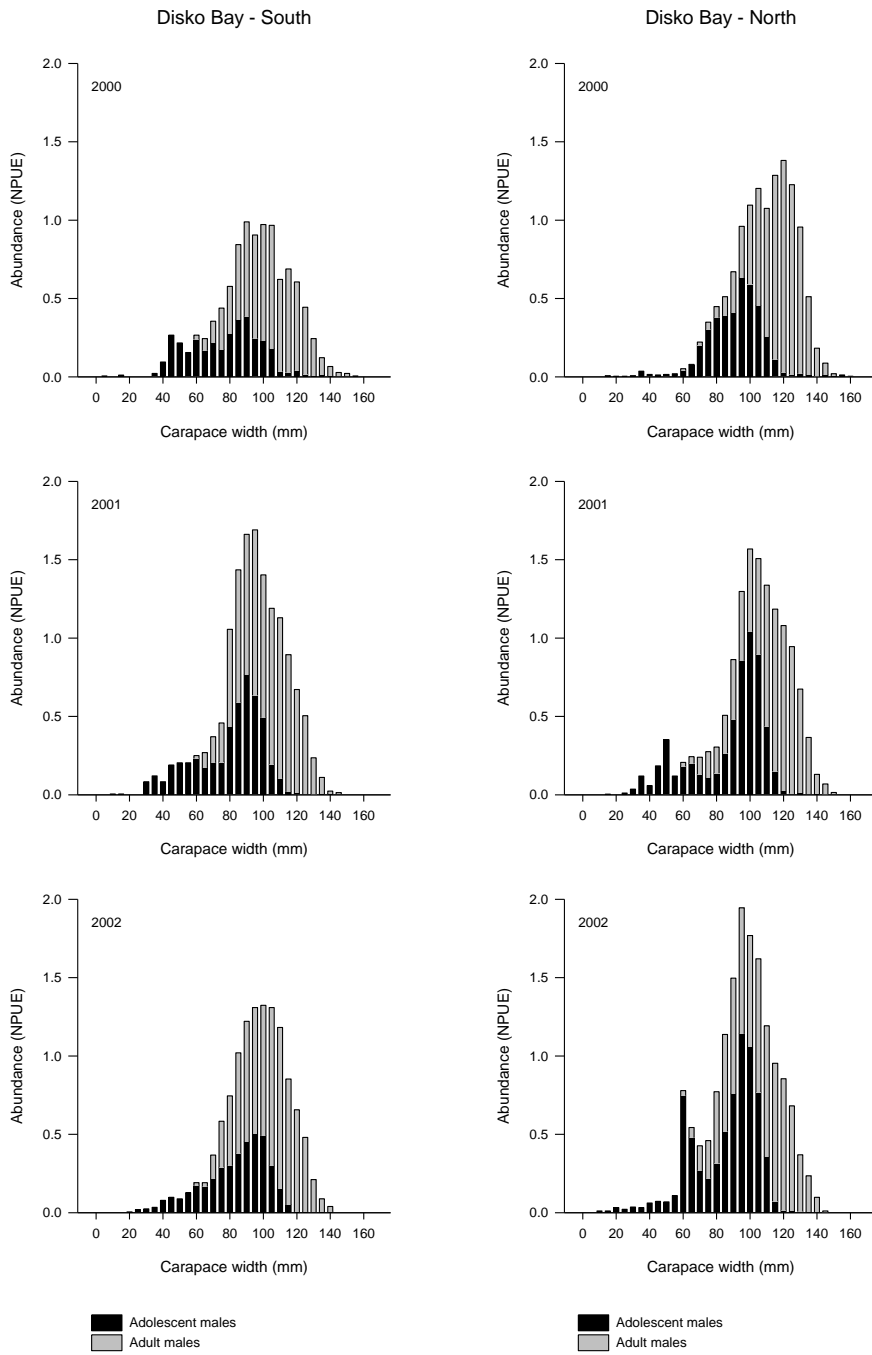 Disko Bay - South
Disko Bay - North
2000
2.0
1.5
1.0
0.5
0.0
Abundance (NPUE)
0 20 40 60 80 100 120 140 160
Carapace width (mm)
2000
2.0
1.5
1.0
0.5
0.0
Abundance (NPUE)
0 20 40 60 80 100 120 140 160
Carapace width (mm)
2001
2.0
1.5
1.0
0.5
0.0
Abundance (NPUE)
0 20 40 60 80 100 120 140 160
Carapace width (mm)
2001
2.0
1.5
1.0
0.5
0.0
Abundance (NPUE)
0 20 40 60 80 100 120 140 160
Carapace width (mm)
2002
2.0
1.5
1.0
0.5
0.0
Abundance (NPUE)
0 20 40 60 80 100 120 140 160
Carapace width (mm)
2002
2.0
1.5
1.0
0.5
0.0
Abundance (NPUE)
0 20 40 60 80 100 120 140 160
Carapace width (mm)
Adolescent males
Adult males
Adolescent males
Adult males